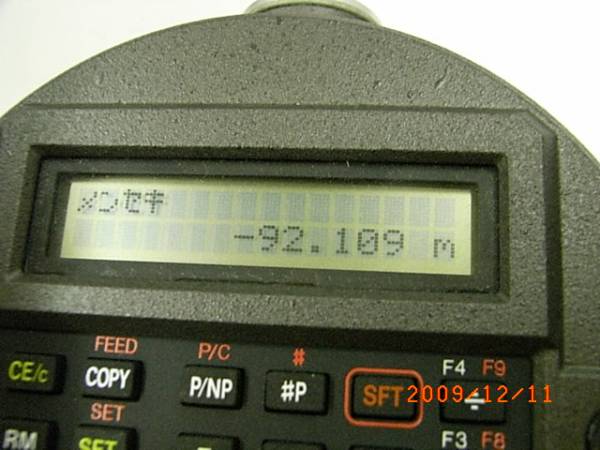 メンセキ
-92.109 m
FEED P/C # F4 F9
CE/c COPY P/NP #P SFT ÷
2009/12/11
SET F3 F8
RM SET